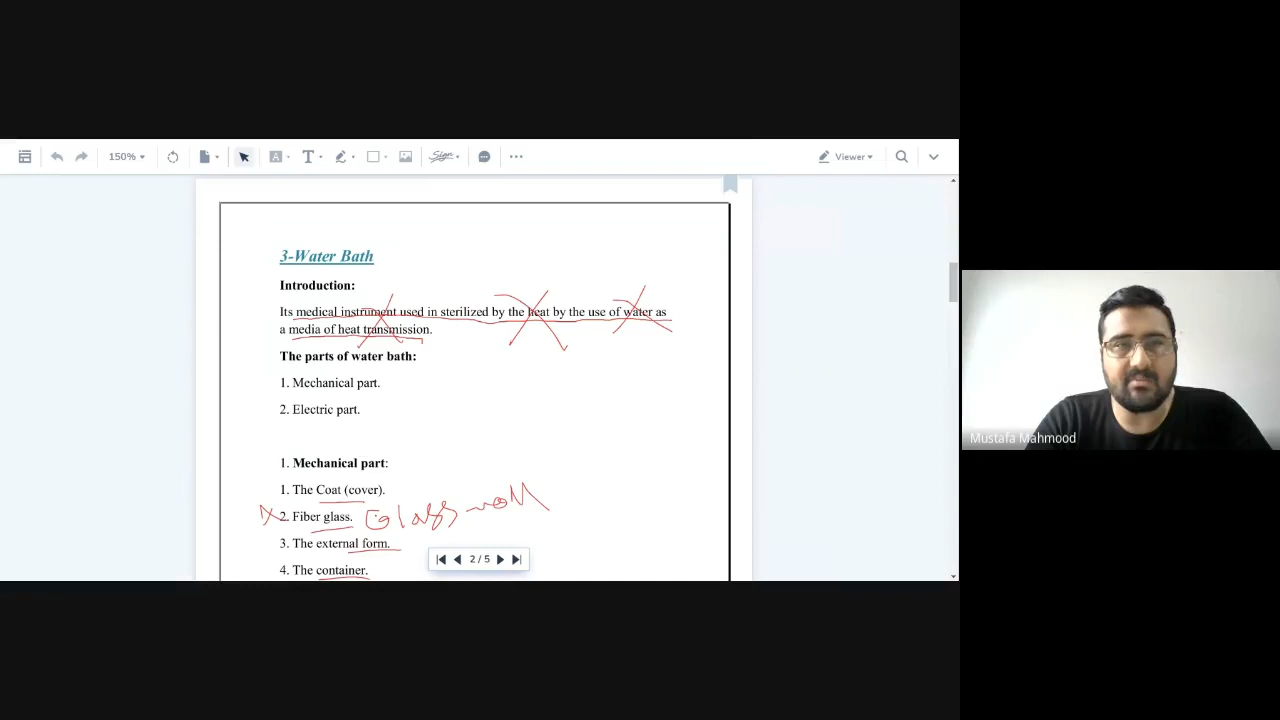 150%
Sign
Viewer
3-Water Bath
Introduction:
Its medical instrument used in sterilized by the heat by the use of water as
a media of heat transmission.
The parts of water bath:
1. Mechanical part.
2. Electric part.
1. Mechanical part:
1. The Coat (cover).
2. Fiber glass. Glass wall
3. The external form.
4. The container.
2 / 5
Mustafa Mahmood